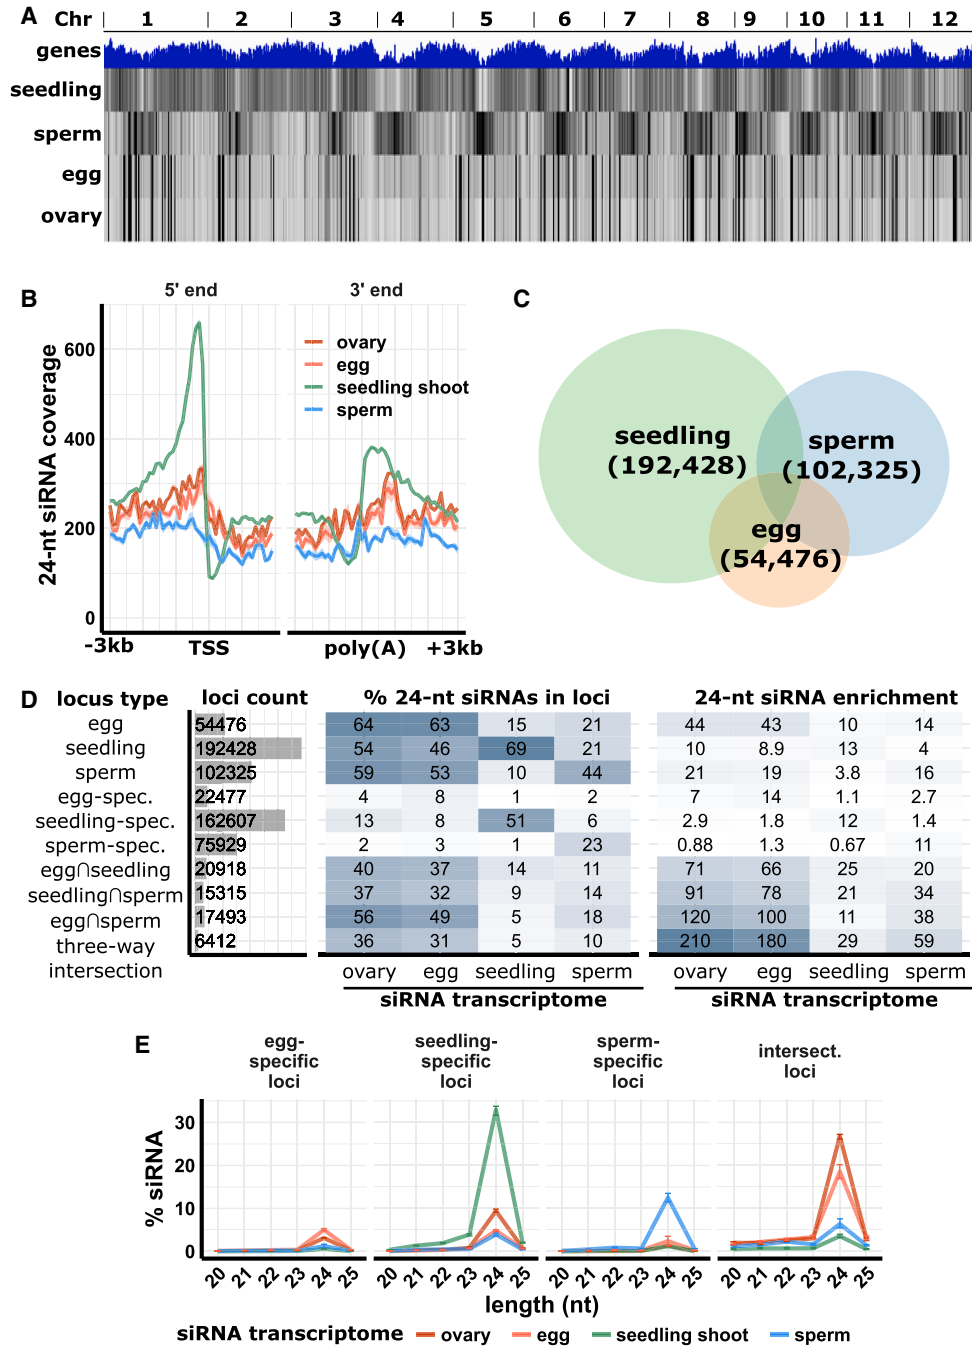 A Chr 1 2 3 4 5 6 7 8 9 10 11 12
genes
seedling
sperm
egg
ovary
B 5' end 3' end
24-nt siRNA coverage
600
400
200
0
ovary
egg
seedling shoot
sperm
-3kb TSS poly(A) +3kb
C
seedling
(192,428)
sperm
(102,325)
egg
(54,476)
D locus type loci count % 24-nt siRNAs in loci 24-nt siRNA enrichment
egg 54476 64 63 15 21 44 43 10 14
seedling 192428 54 46 69 21 10 8.9 13 4
sperm 102325 59 53 10 44 21 19 3.8 16
egg-spec. 22477 4 8 1 2 7 14 1.1 2.7
seedling-spec. 162607 13 8 51 6 2.9 1.8 12 1.4
sperm-spec. 75929 2 3 1 23 0.88 1.3 0.67 11
egg∩seedling 20918 40 37 14 11 71 66 25 20
seedling∩sperm 15315 37 32 9 14 91 78 21 34
egg∩sperm 17493 56 49 5 18 120 100 11 38
three-way 6412 36 31 5 10 210 180 29 59
intersection
ovary egg seedling sperm ovary egg seedling sperm
siRNA transcriptome siRNA transcriptome
E
egg-
specific
loci
seedling-
specific
loci
sperm-
specific
loci
intersect.
loci
% siRNA
30
20
10
0
20 21 22 23 24 25 20 21 22 23 24 25 20 21 22 23 24 25 20 21 22 23 24 25
length (nt)
siRNA transcriptome ovary egg seedling shoot sperm